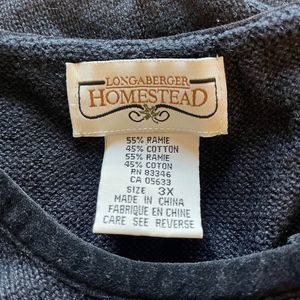 LONGABERGER
HOMESTEAD
55% RAMIE
45% COTTON
55% RAMIE
45% COTON
RN 83346
CA 05633
SIZE 3X
MADE IN CHINA
FABRIQUE EN CHINE
CARE SEE REVERSE